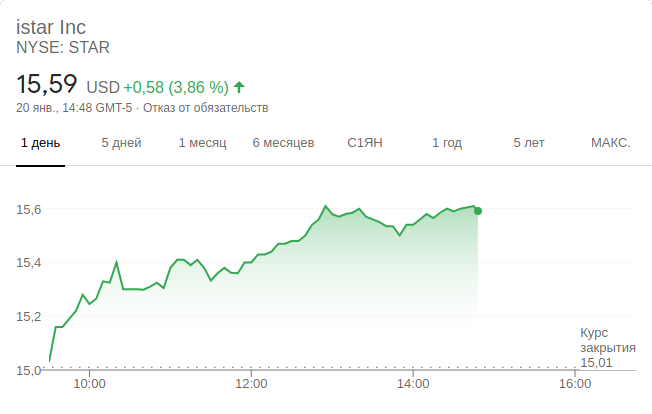 istar Inc
NYSE: STAR
15,59 USD +0,58 (3,86 %)
20 янв., 14:48 GMT-5 · Отказ от обязательств
1 день 5 дней 1 месяц 6 месяцев С1ЯН 1 год 5 лет МАКС.
15,6
15,4
15,2
15,0
Курс
закрытия
15,01
10:00 12:00 14:00 16:00